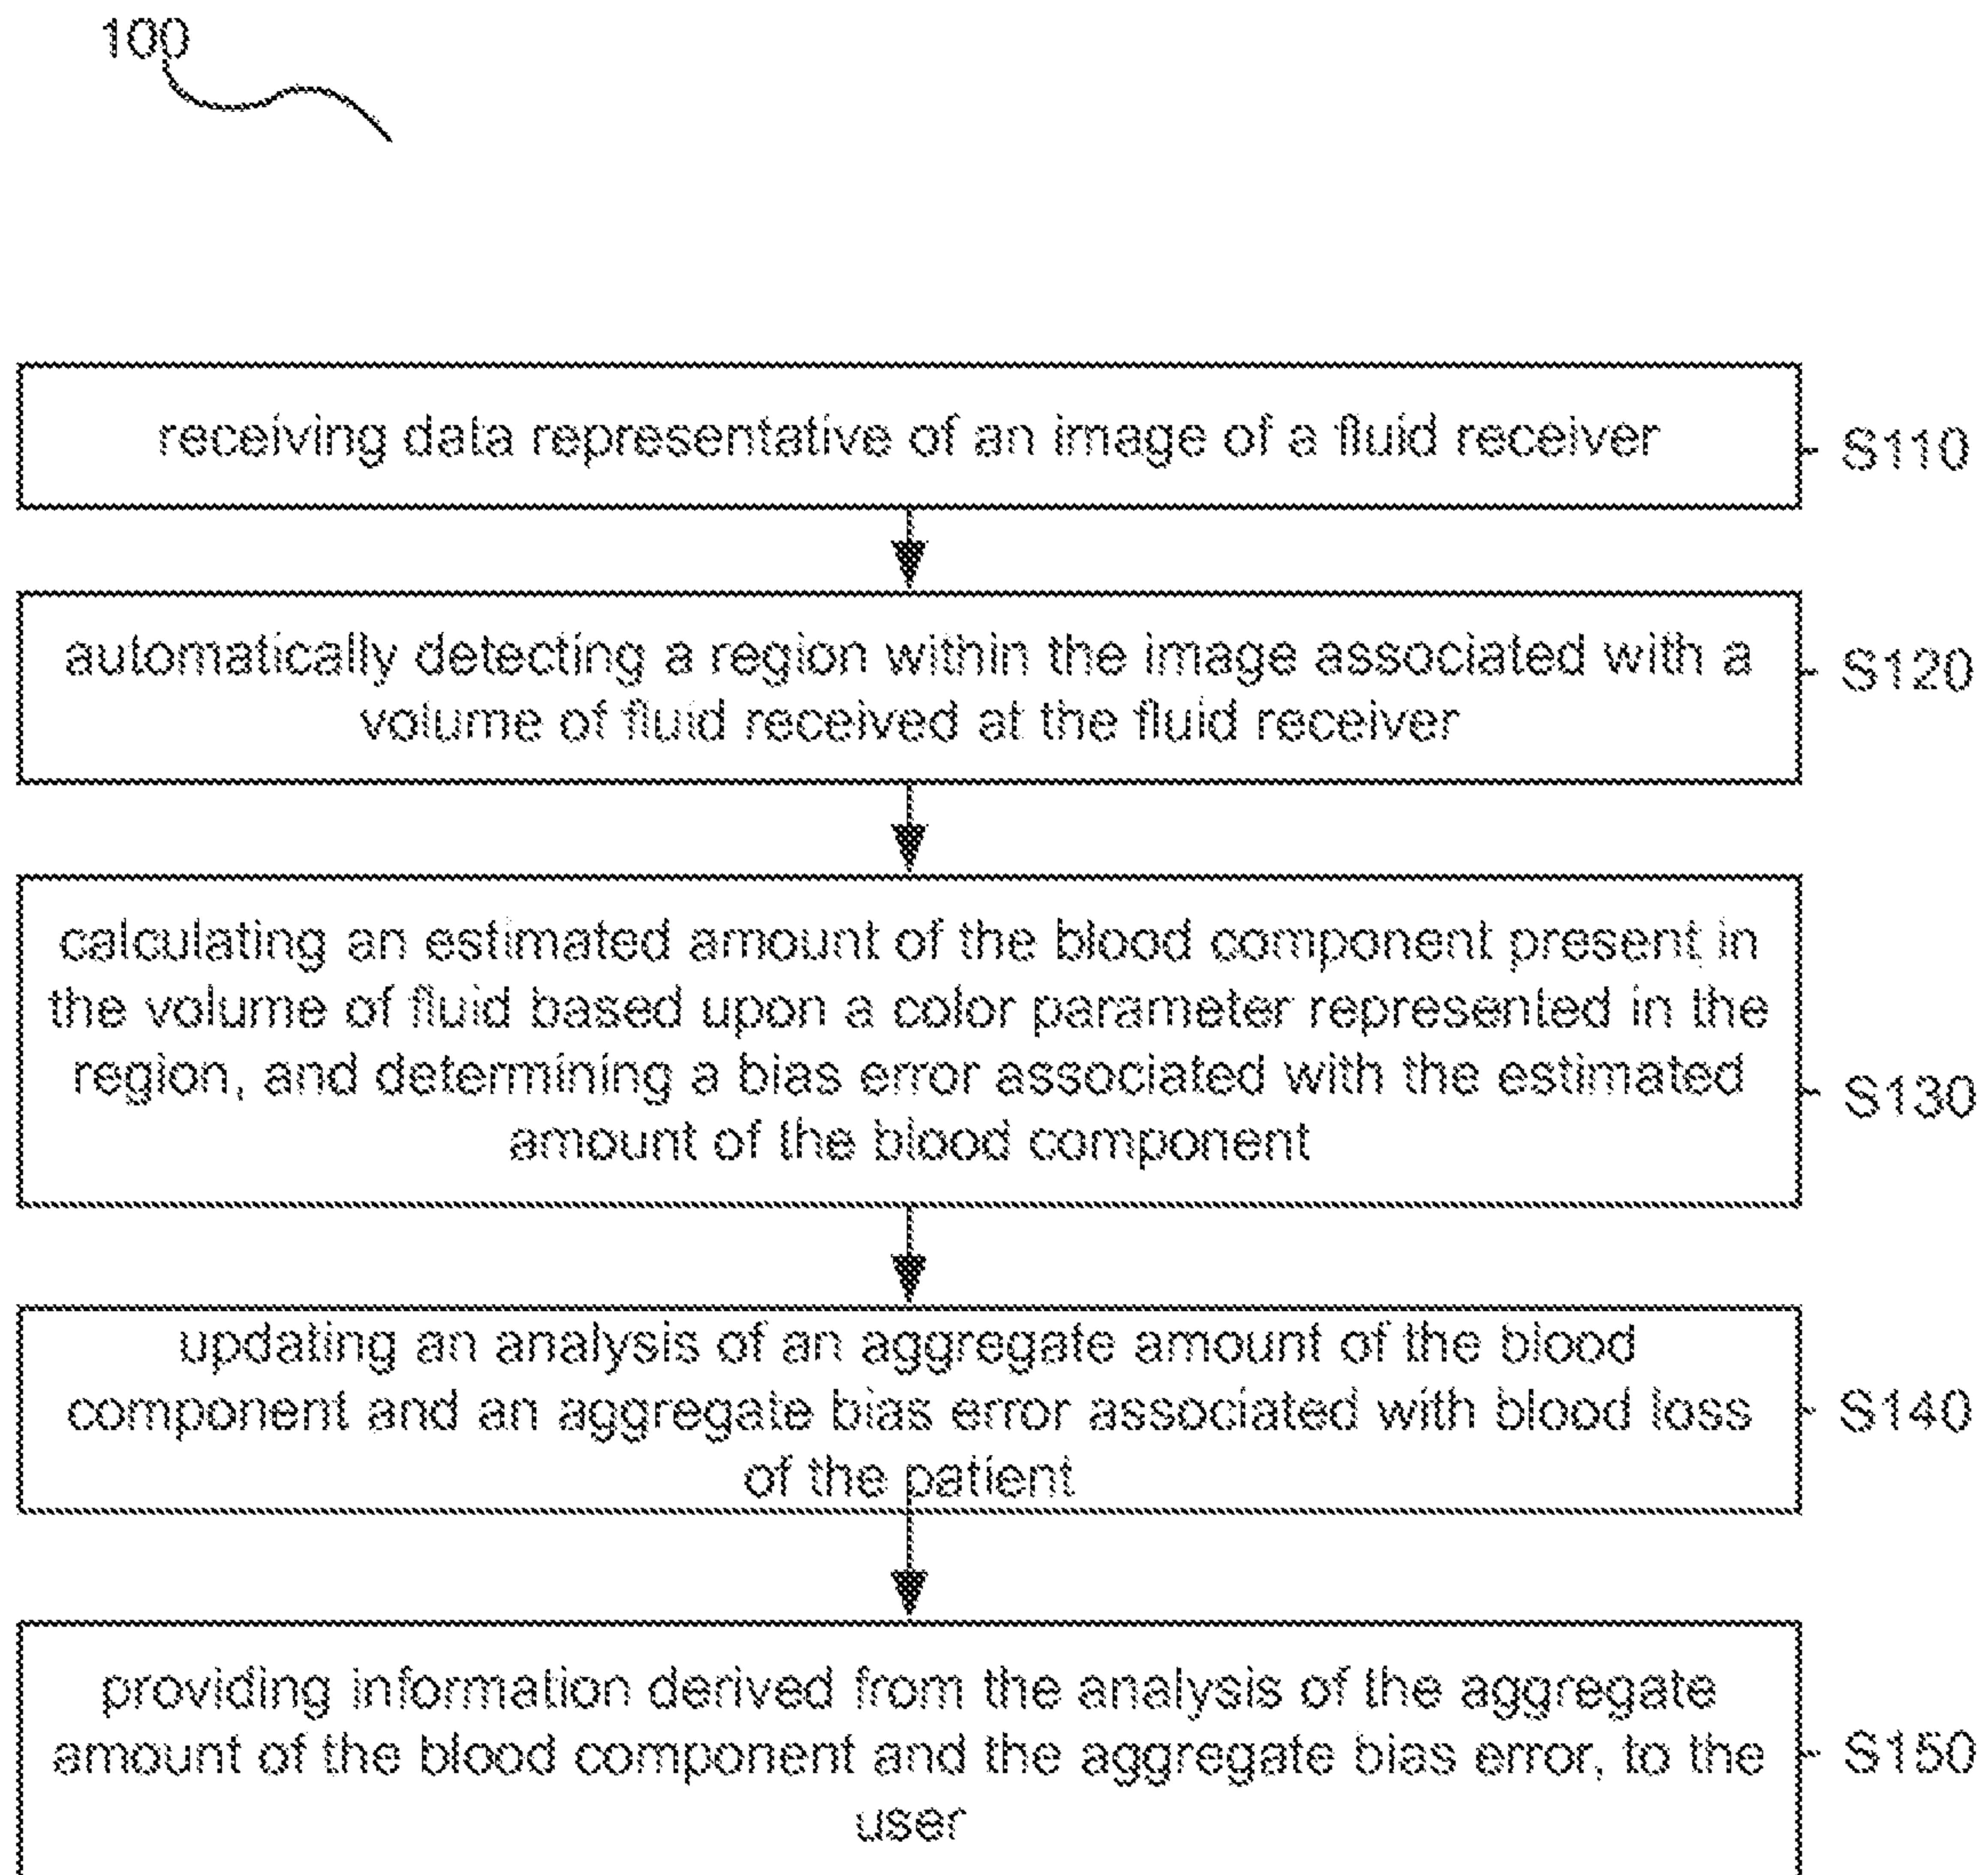 100
receiving data representative of an image of a fluid receiver
S110
automatically detecting a region within the image associated with a
volume of fluid received at the fluid receiver
S120
calculating an estimated amount of the blood component present in
the volume of fluid based upon a color parameter represented in the
region, and determining a bias error associated with the estimated
amount of the blood component
S130
updating an analysis of an aggregate amount of the blood
component and an aggregate bias error associated with blood loss
of the patient
S140
providing information derived from the analysis of the aggregate
amount of the blood component and the aggregate bias error, to the
user
S150